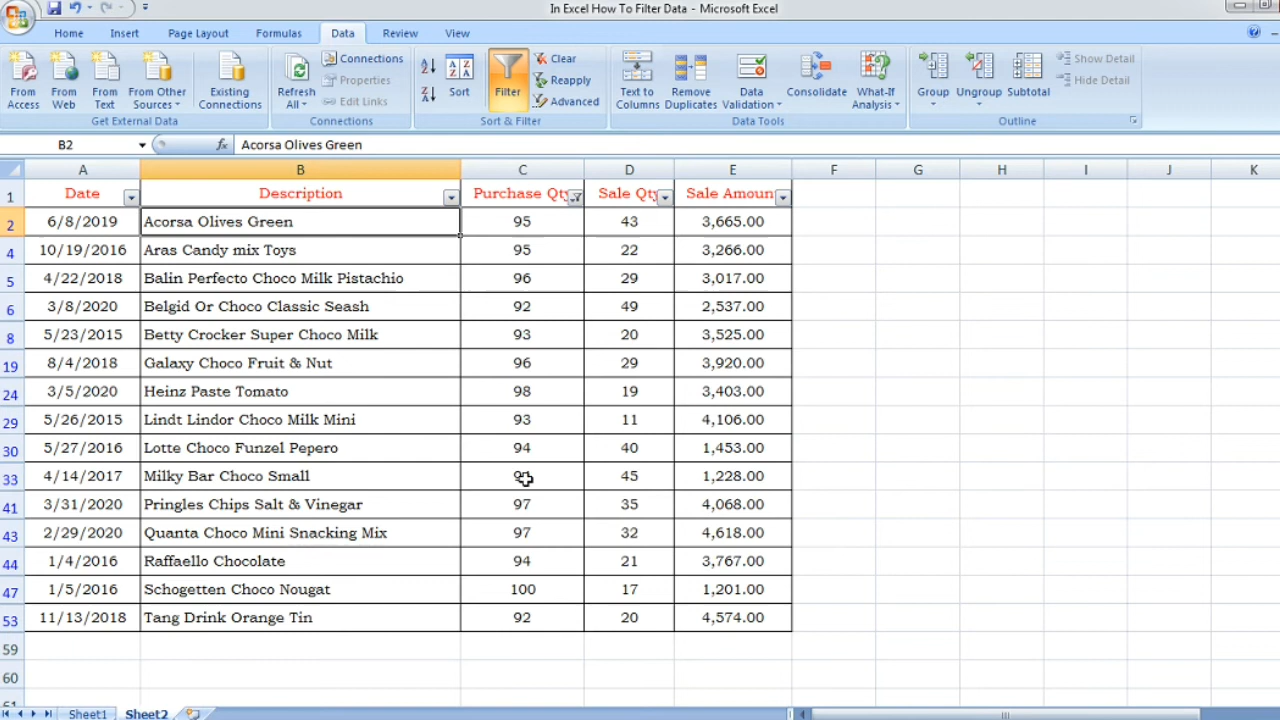 In Excel How To Filter Data - Microsoft Excel
Home Insert Page Layout Formulas Data Review View
From Access
From Web
From Text
From Other Sources
Existing Connections
Get External Data
Refresh All
Connections
Properties
Edit Links
Connections
Sort
Filter
Clear
Reapply
Advanced
Sort & Filter
Text to Columns
Remove Duplicates
Data Validation
Consolidate
What-If Analysis
Data Tools
Group
Ungroup
Subtotal
Show Detail
Hide Detail
Outline
B2 fx Acorsa Olives Green
A B C D E F G H I J K
1 Date Description Purchase Qty Sale Qty Sale Amoun
2 6/8/2019 Acorsa Olives Green 95 43 3,665.00
4 10/19/2016 Aras Candy mix Toys 95 22 3,266.00
5 4/22/2018 Balin Perfecto Choco Milk Pistachio 96 29 3,017.00
6 3/8/2020 Belgid Or Choco Classic Seash 92 49 2,537.00
8 5/23/2015 Betty Crocker Super Choco Milk 93 20 3,525.00
19 8/4/2018 Galaxy Choco Fruit & Nut 96 29 3,920.00
24 3/5/2020 Heinz Paste Tomato 98 19 3,403.00
29 5/26/2015 Lindt Lindor Choco Milk Mini 93 11 4,106.00
30 5/27/2016 Lotte Choco Funzel Pepero 94 40 1,453.00
33 4/14/2017 Milky Bar Choco Small 45 1,228.00
41 3/31/2020 Pringles Chips Salt & Vinegar 97 35 4,068.00
43 2/29/2020 Quanta Choco Mini Snacking Mix 97 32 4,618.00
44 1/4/2016 Raffaello Chocolate 94 21 3,767.00
47 1/5/2016 Schogetten Choco Nougat 100 17 1,201.00
53 11/13/2018 Tang Drink Orange Tin 92 20 4,574.00
59
60
61
Sheet1 Sheet2